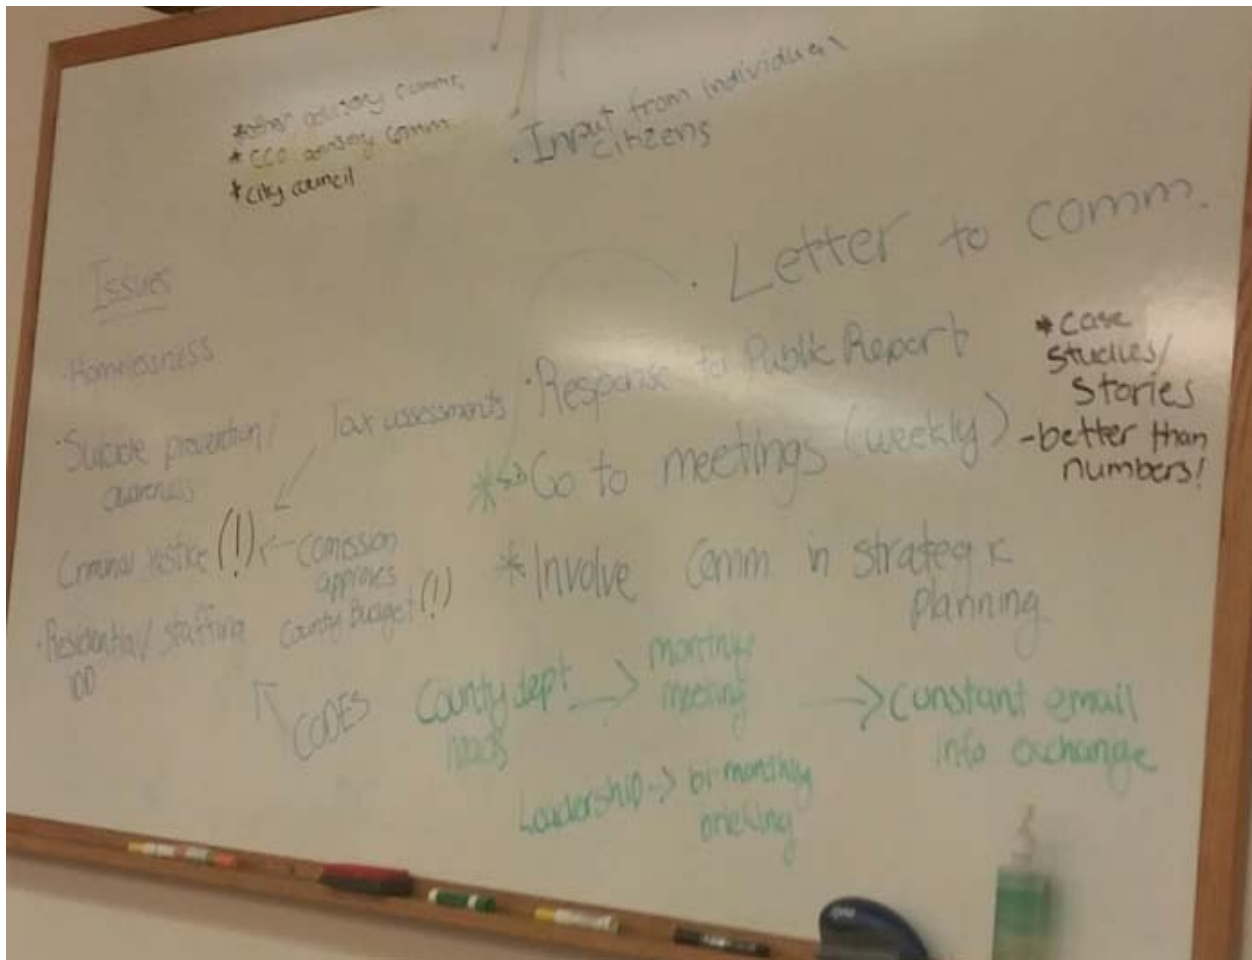 *other advisory comm.
*CCO advisory comm.
*City council
· Input from individual
citizens
· Letter to comm.
Issues
·Homelessness
·Suicide prevention/
awareness
Criminal justice (!)
·Residential/staffing
Tax assessments
comission
approves
County Budget (!)
CODES
·Response to Public Report
* Go to meetings (weekly)
*case
studies/
stories
-better than
numbers!
*Involve Comm in strategic
planning
County dept
heads
→ monthly
meeting
→ constant email
info exchange
Leadership -> bi-monthly
briefing